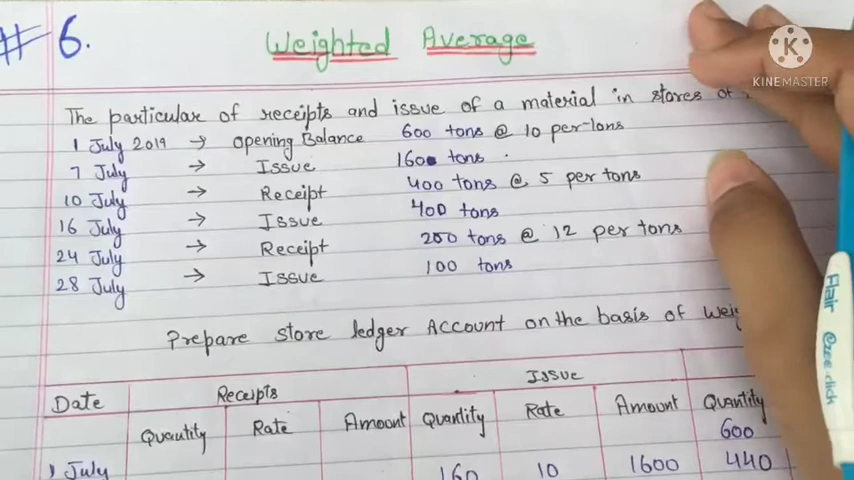 # 6.
Weighted Average
KINEMASTER
The particular of receipts and issue of a material in stores of
1 July 2019 → Opening Balance 600 tons @ 10 per-tons
7 July → Issue 160 tons
10 July → Receipt 400 tons @ 5 per tons
16 July → Issue 400 tons
24 July → Receipt 200 tons @ 12 per tons
28 July → Issue 100 tons
Prepare store ledger Account on the basis of
Date Receipts Issue
Quantity Rate Amount Quantity Rate Amount Quantity
600
1 July 160 10 1600 440
Flair @zee-click